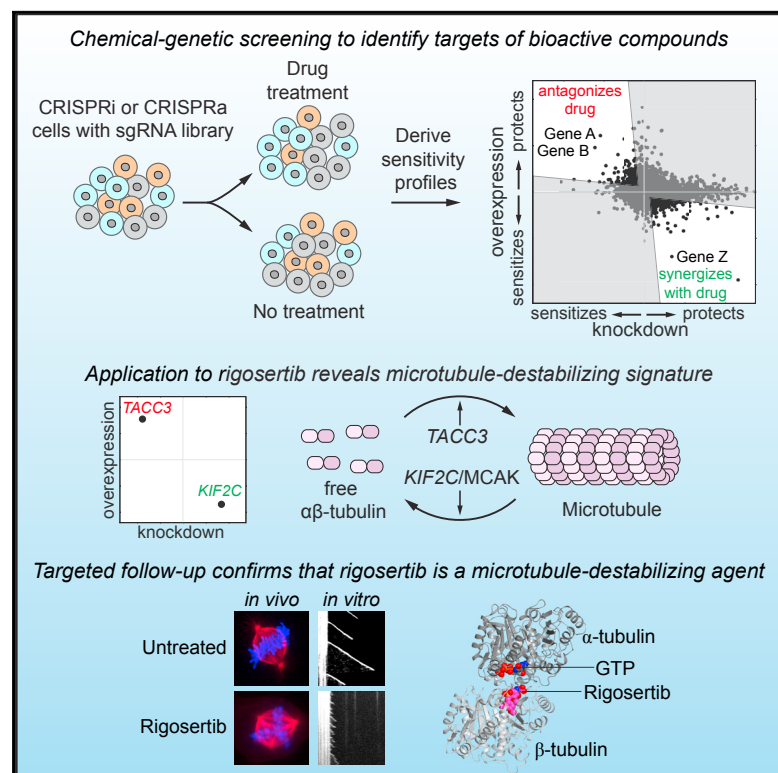 Chemical-genetic screening to identify targets of bioactive compounds
CRISPRi or CRISPRa
cells with sgRNA library
Drug
treatment
No treatment
Derive
sensitivity
profiles
antagonizes
drug
Gene A
Gene B
Gene Z
synergizes
with drug
overexpression
sensitizes
protects
sensitizes
protects
knockdown
Application to rigosertib reveals microtubule-destabilizing signature
overexpression
TACC3
KIF2C
knockdown
free
αβ-tubulin
TACC3
KIF2C/MCAK
Microtubule
Targeted follow-up confirms that rigosertib is a microtubule-destabilizing agent
in vivo
in vitro
Untreated
Rigosertib
α-tubulin
GTP
Rigosertib
β-tubulin